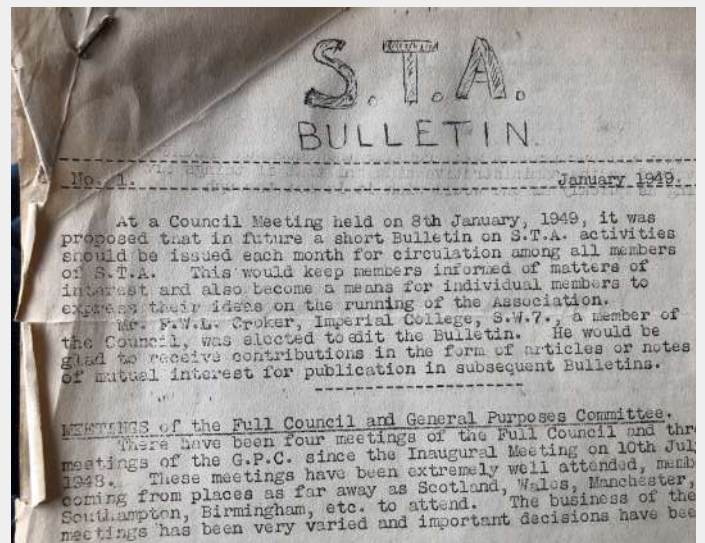 S.T.A.
BULLETIN.
No. 1. January 1949.
At a Council Meeting held on 8th January, 1949, it was
proposed that in future a short Bulletin on S.T.A. activities
should be issued each month for circulation among all members
of S.T.A. This would keep members informed of matters of
interest and also become a means for individual members to
express their ideas on the running of the Association.
Mr. F.W.L. Croker, Imperial College, S.W.7., a member of
the Council, was elected to edit the Bulletin. He would be
glad to receive contributions in the form of articles or notes
of mutual interest for publication in subsequent Bulletins.
MEETINGS of the Full Council and General Purposes Committee.
There have been four meetings of the Full Council and thr
meetings of the G.P.C. since the Inaugural Meeting on 10th July
1948. These meetings have been extremely well attended, memb
coming from places as far away as Scotland, Wales, Manchester,
Southampton, Birmingham, etc. to attend. The business of the
meetings has been very varied and important decisions have bee